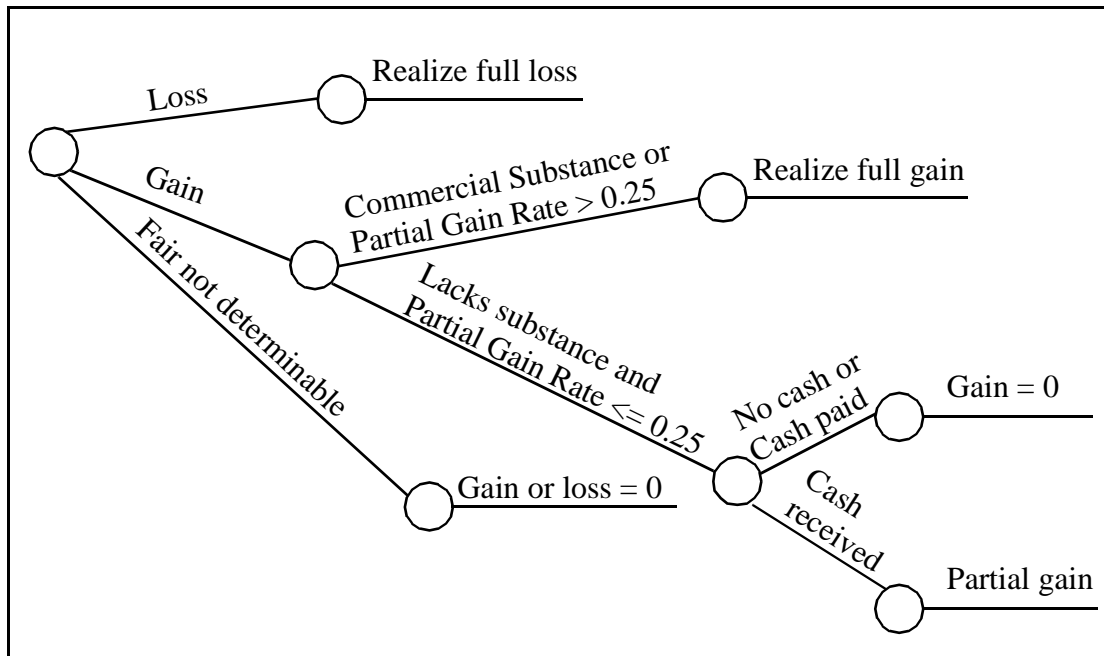 Loss
Realize full loss
Gain
Commercial Substance or
Partial Gain Rate > 0.25
Realize full gain
Fair not determinable
Gain or loss = 0
Lacks substance and
Partial Gain Rate <= 0.25
No cash or
Cash paid
Gain = 0
Cash
received
Partial gain